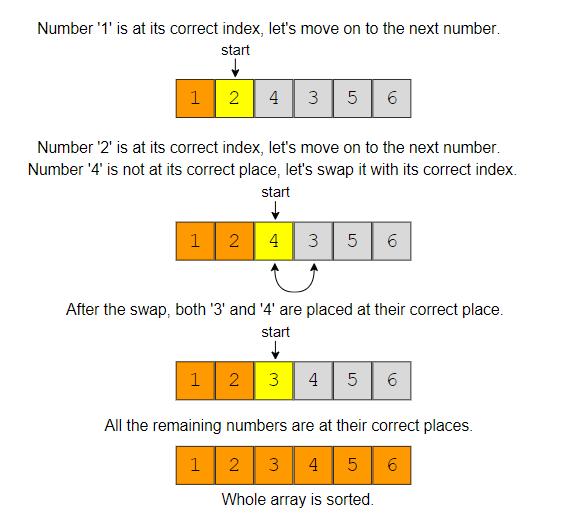 Number '1' is at its correct index, let's move on to the next number.
start
1 2 4 3 5 6
Number '2' is at its correct index, let's move on to the next number.
Number '4' is not at its correct place, let's swap it with its correct index.
start
1 2 4 3 5 6
After the swap, both '3' and '4' are placed at their correct place.
start
1 2 3 4 5 6
All the remaining numbers are at their correct places.
1 2 3 4 5 6
Whole array is sorted.